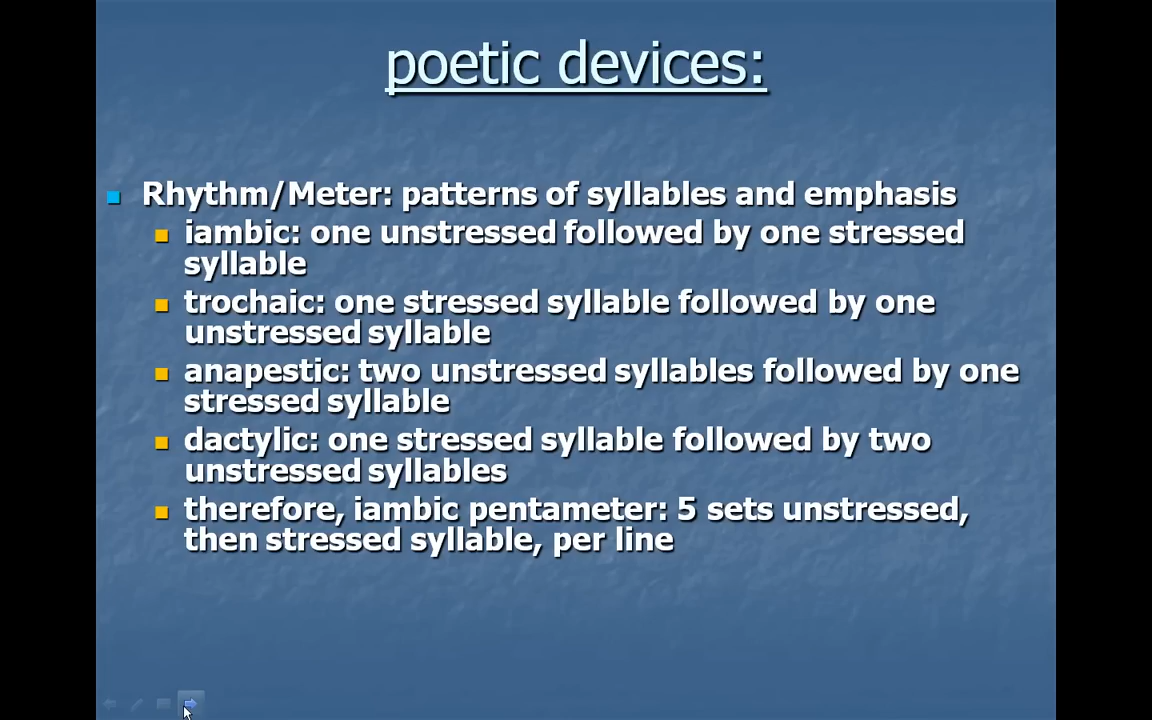 poetic devices:
Rhythm/Meter: patterns of syllables and emphasis
iambic: one unstressed followed by one stressed
syllable
trochaic: one stressed syllable followed by one
unstressed syllable
anapestic: two unstressed syllables followed by one
stressed syllable
dactylic: one stressed syllable followed by two
unstressed syllables
therefore, iambic pentameter: 5 sets unstressed,
then stressed syllable, per line